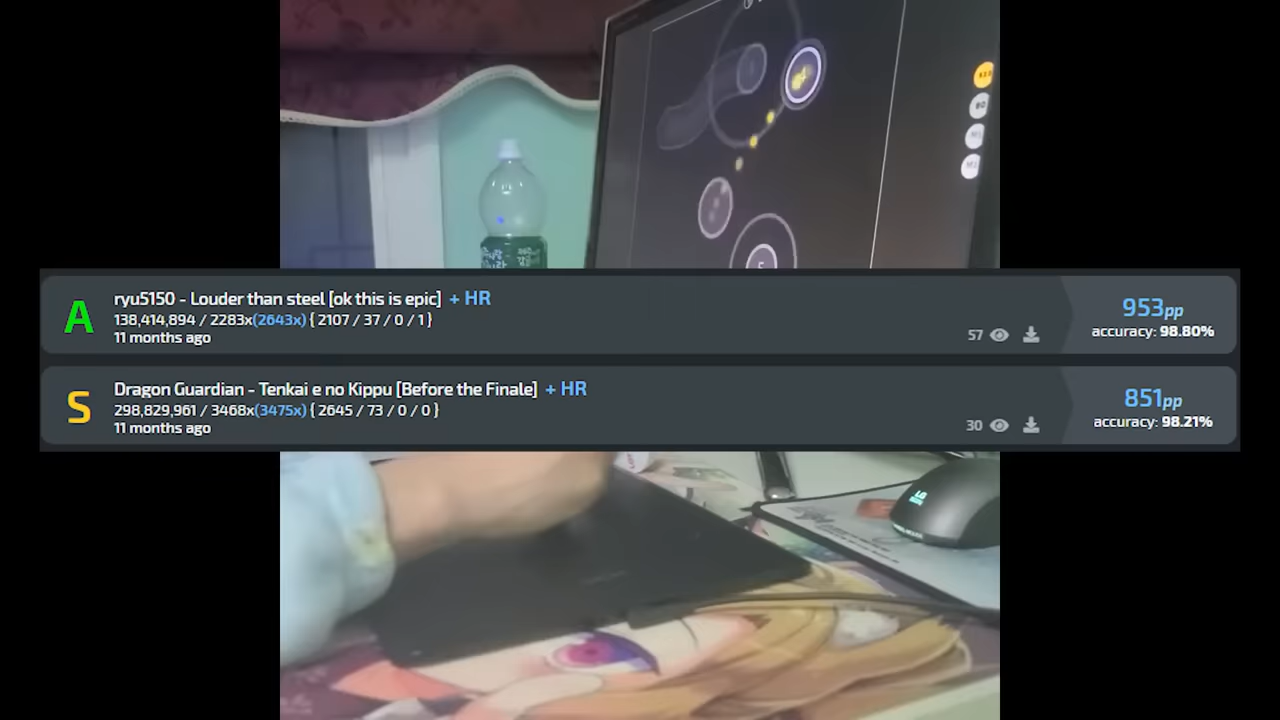 ryu5150 - Louder than steel [ok this is epic] + HR
138,414,894 / 2283x(2643x) { 2107 / 37 / 0 / 1 }
11 months ago
57
953pp
accuracy: 98.80%
A
Dragon Guardian - Tenkai e no Kippu [Before the Finale] + HR
298,829,961 / 3468x(3475x) { 2645 / 73 / 0 / 0 }
11 months ago
30
851pp
accuracy: 98.21%
S
LG